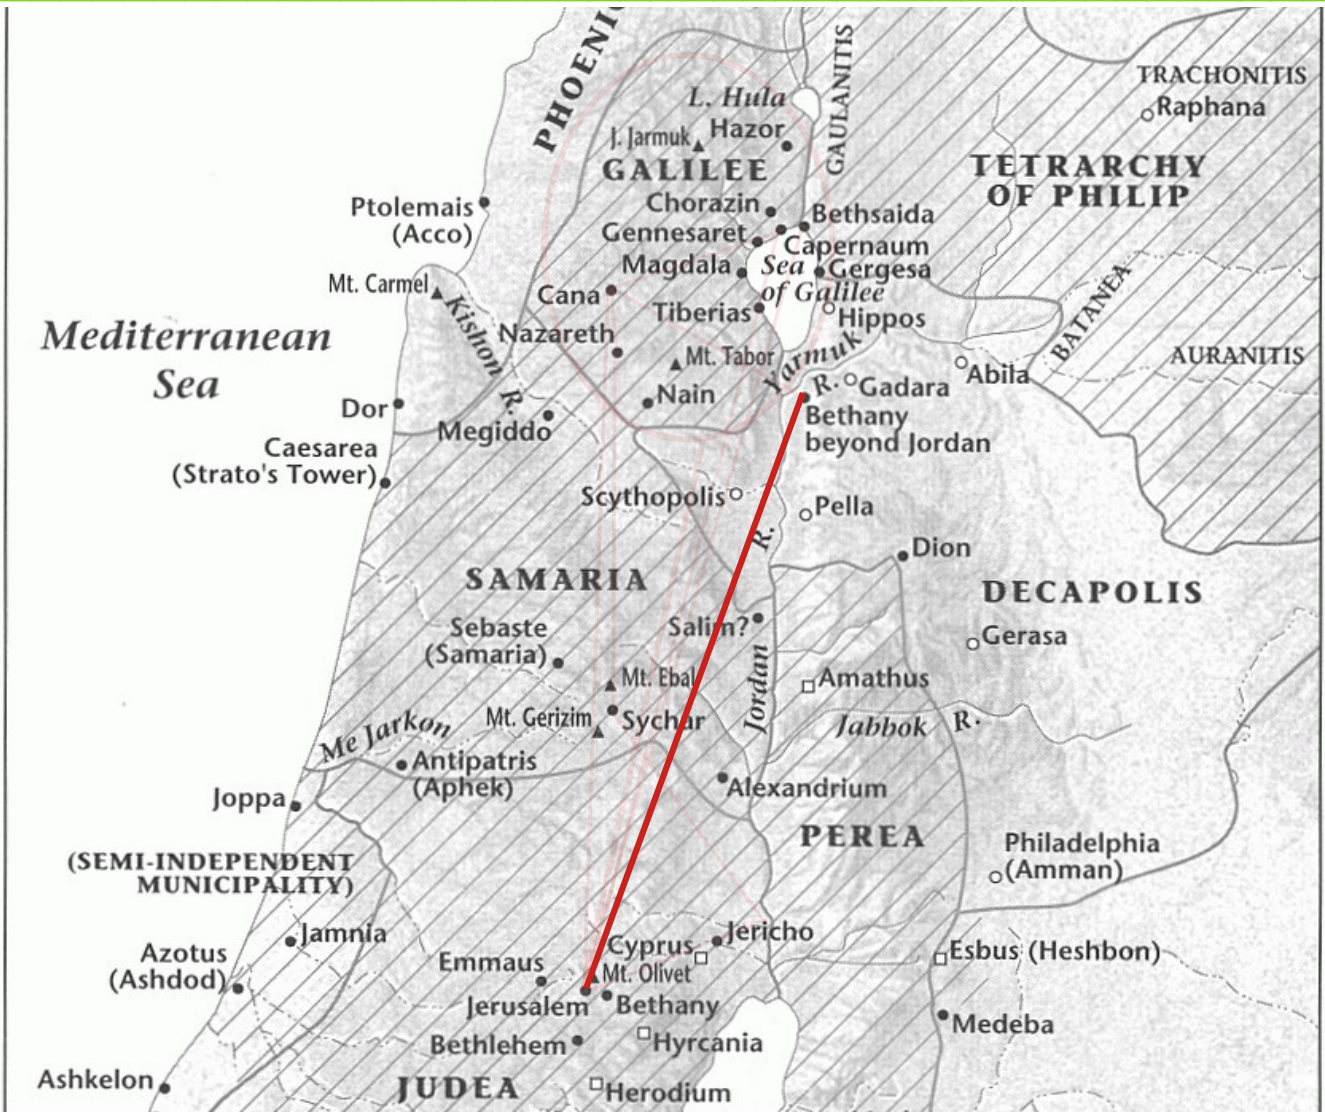 PHOENIC
GAULANITIS
TRACHONITIS
Raphana
L. Hula
J. Jarmuk
Hazor
GALILEE
TETRARCHY
OF PHILIP
Chorazin
Ptolemais
(Acco)
Bethsaida
Gennesaret
Capernaum
Magdala
Sea
of Galilee
Gergesa
Mt. Carmel
Kishon R.
Cana
Tiberias
Hippos
BATANEA
Mediterranean
Sea
Nazareth
Mt. Tabor
Yarmuk R.
AURANITIS
Abila
Gadara
Nain
Dor
Megiddo
Bethany
beyond Jordan
Caesarea
(Strato's Tower)
Scythopolis
Pella
R.
Dion
SAMARIA
DECAPOLIS
Sebaste
(Samaria)
Salim?
Gerasa
Mt. Ebal
Jordan
Amathus
Mt. Gerizim
Sychar
Jabbok R.
Me Jarkon
Antipatris
(Aphek)
Alexandrium
Joppa
PEREA
Philadelphia
(Amman)
(SEMI-INDEPENDENT
MUNICIPALITY)
Jamnia
Jericho
Cyprus
Azotus
(Ashdod)
Emmaus
Mt. Olivet
Esbus (Heshbon)
Jerusalem
Bethany
Medeba
Bethlehem
Hyrcania
Ashkelon
JUDEA
Herodium